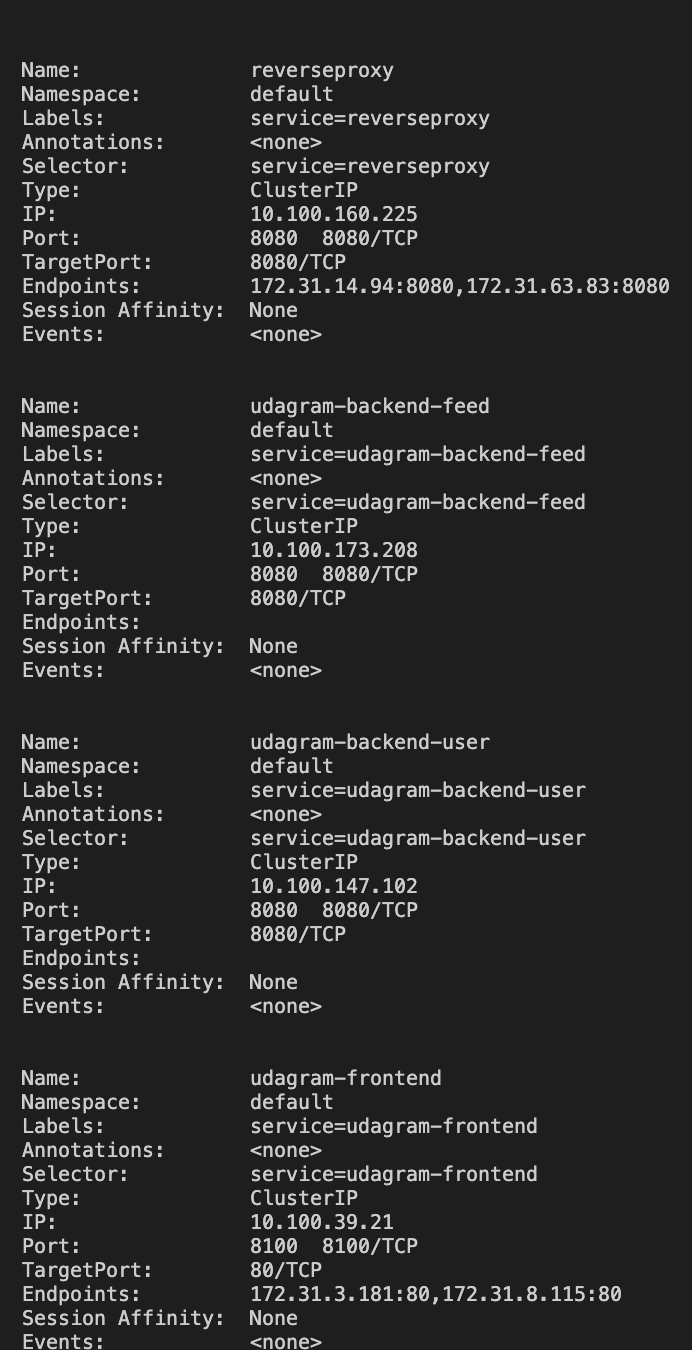 Name: reverseproxy
Namespace: default
Labels: service=reverseproxy
Annotations: <none>
Selector: service=reverseproxy
Type: ClusterIP
IP: 10.100.160.225
Port: 8080 8080/TCP
TargetPort: 8080/TCP
Endpoints: 172.31.14.94:8080,172.31.63.83:8080
Session Affinity: None
Events: <none>
Name: udagram-backend-feed
Namespace: default
Labels: service=udagram-backend-feed
Annotations: <none>
Selector: service=udagram-backend-feed
Type: ClusterIP
IP: 10.100.173.208
Port: 8080 8080/TCP
TargetPort: 8080/TCP
Endpoints:
Session Affinity: None
Events: <none>
Name: udagram-backend-user
Namespace: default
Labels: service=udagram-backend-user
Annotations: <none>
Selector: service=udagram-backend-user
Type: ClusterIP
IP: 10.100.147.102
Port: 8080 8080/TCP
TargetPort: 8080/TCP
Endpoints:
Session Affinity: None
Events: <none>
Name: udagram-frontend
Namespace: default
Labels: service=udagram-frontend
Annotations: <none>
Selector: service=udagram-frontend
Type: ClusterIP
IP: 10.100.39.21
Port: 8100 8100/TCP
TargetPort: 80/TCP
Endpoints: 172.31.3.181:80,172.31.8.115:80
Session Affinity: None
Events: <none>